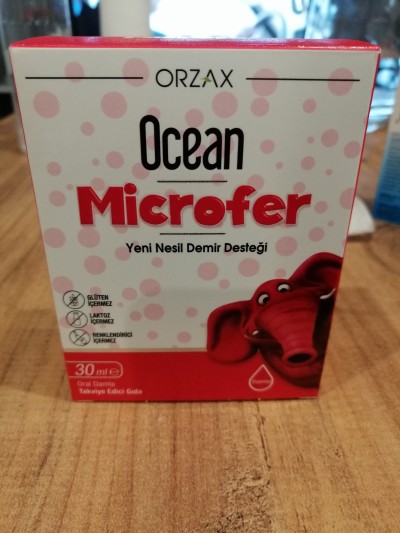 ORZAX
Ocean
Microfer
Yeni Nesil Demir Desteği
GLÜTEN
İÇERMEZ
LAKTOZ
İÇERMEZ
RENKLENDİRİCİ
İÇERMEZ
30 ml e
Oral Damla
Takviye Edici Gıda